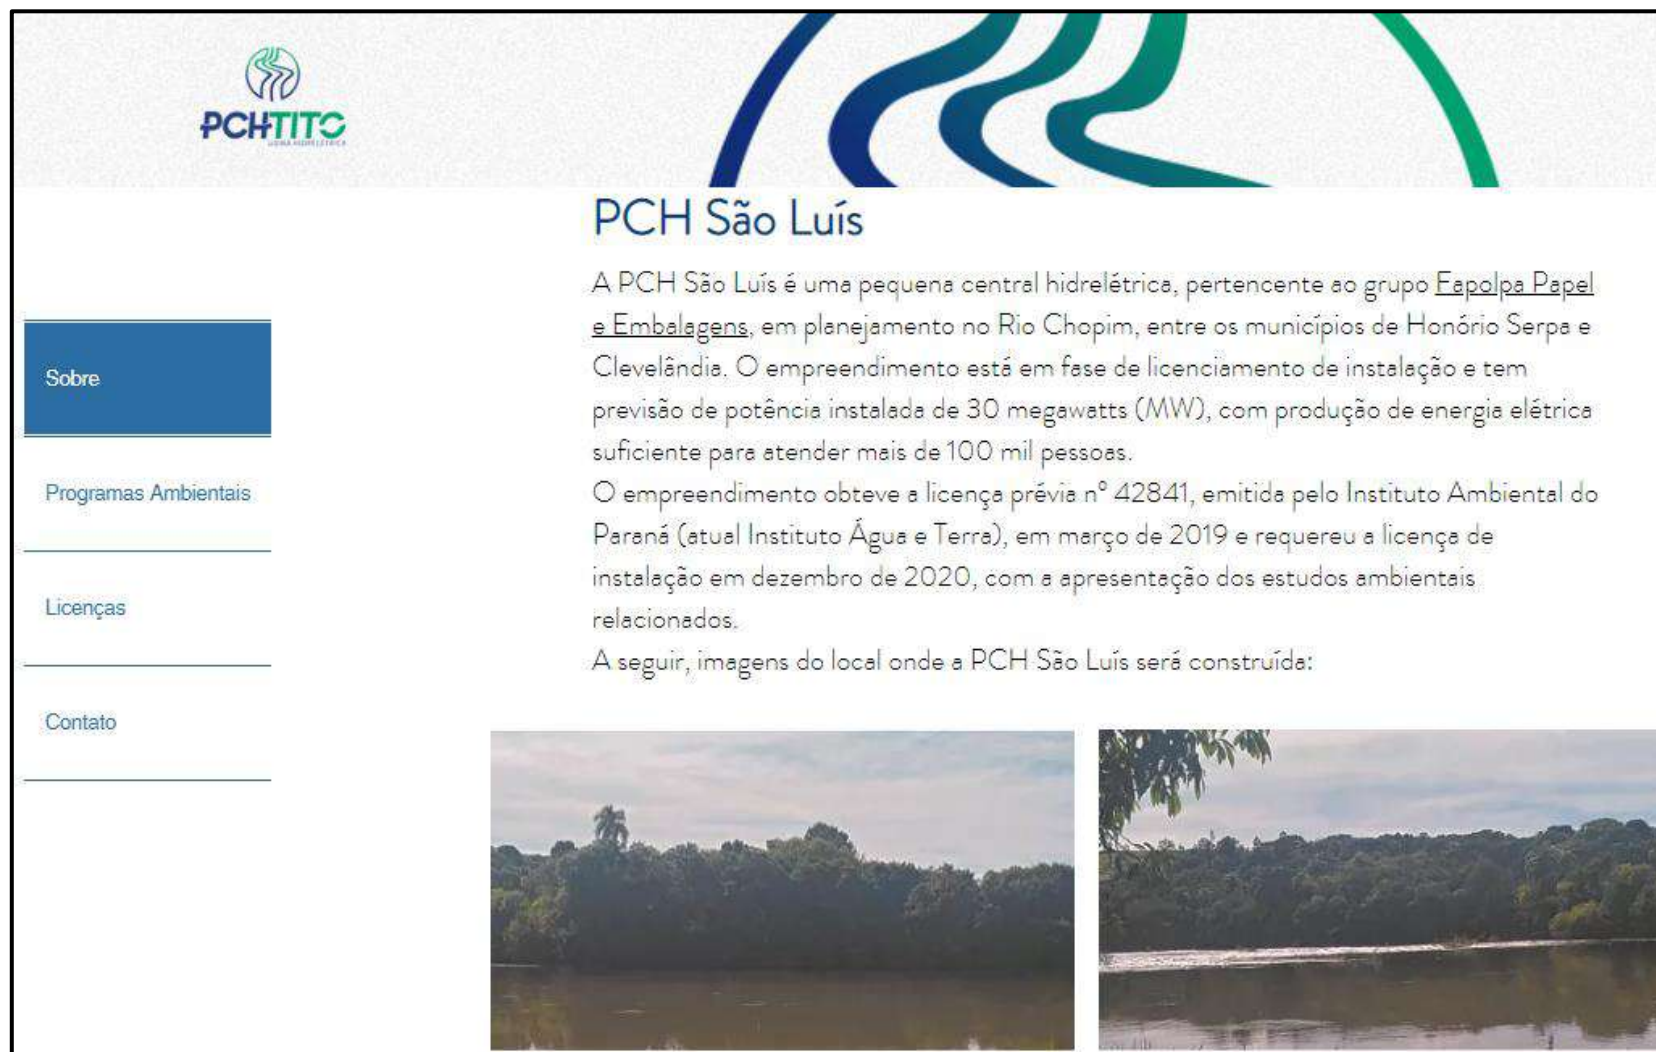 PCHTITO
USINA HIDRELÉTRICA
PCH São Luís
A PCH São Luís é uma pequena central hidrelétrica, pertencente ao grupo Fapolpa Papel
e Embalagens, em planejamento no Rio Chopim, entre os municípios de Honório Serpa e
Clevelândia. O empreendimento está em fase de licenciamento de instalação e tem
previsão de potência instalada de 30 megawatts (MW), com produção de energia elétrica
suficiente para atender mais de 100 mil pessoas.
O empreendimento obteve a licença prévia nº 42841, emitida pelo Instituto Ambiental do
Paraná (atual Instituto Água e Terra), em março de 2019 e requereu a licença de
instalação em dezembro de 2020, com a apresentação dos estudos ambientais
relacionados.
A seguir, imagens do local onde a PCH São Luís será construída:
Sobre
Programas Ambientais
Licenças
Contato